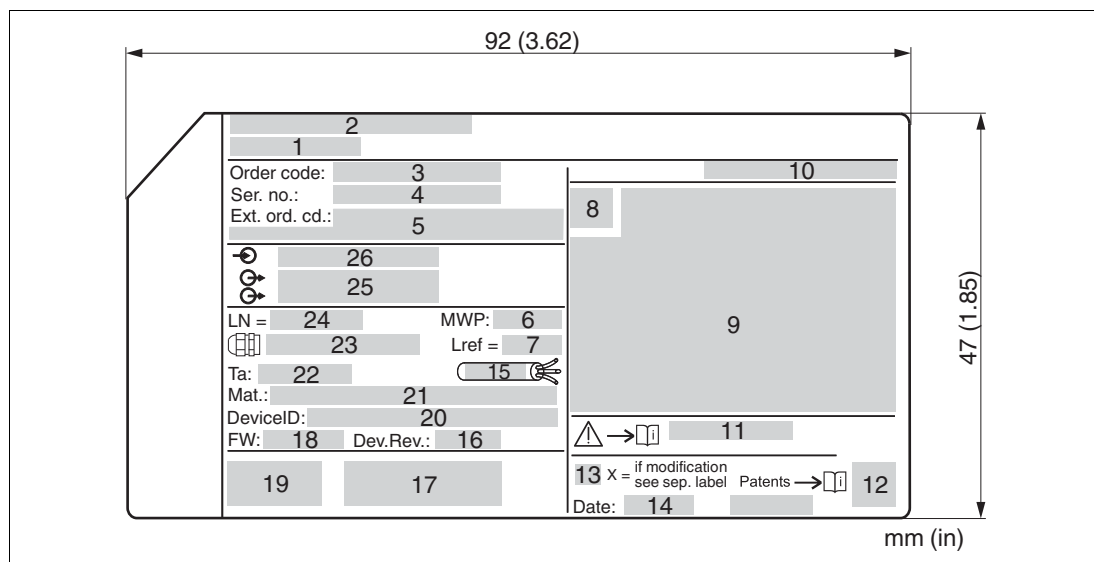 92 (3.62)
2
1
Order code: 3
Ser. no.: 4
Ext. ord. cd.: 5
26
25
LN = 24 MWP: 6
23 Lref = 7
Ta: 22 15
Mat.: 21
DeviceID: 20
FW: 18 Dev.Rev.: 16
19 17
10
8
9
i 11
13 X = if modification
see sep. label Patents i 12
Date: 14
47 (1.85)
mm (in)